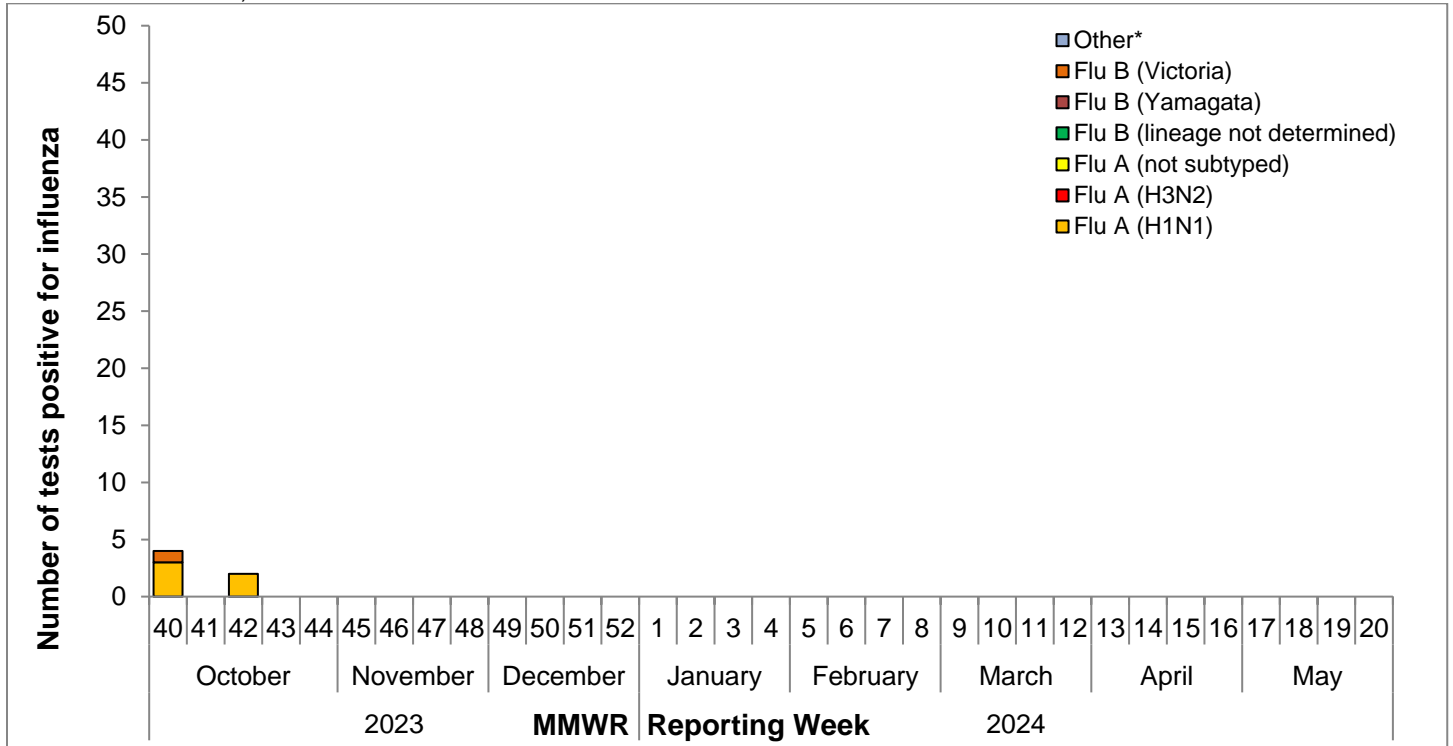 Number of tests positive for influenza
50
45
40
35
30
25
20
15
10
5
0
Other*
Flu B (Victoria)
Flu B (Yamagata)
Flu B (lineage not determined)
Flu A (not subtyped)
Flu A (H3N2)
Flu A (H1N1)
40 41 42 43 44 45 46 47 48 49 50 51 52 1 2 3 4 5 6 7 8 9 10 11 12 13 14 15 16 17 18 19 20
October November December January February March April May
2023 MMWR Reporting Week 2024